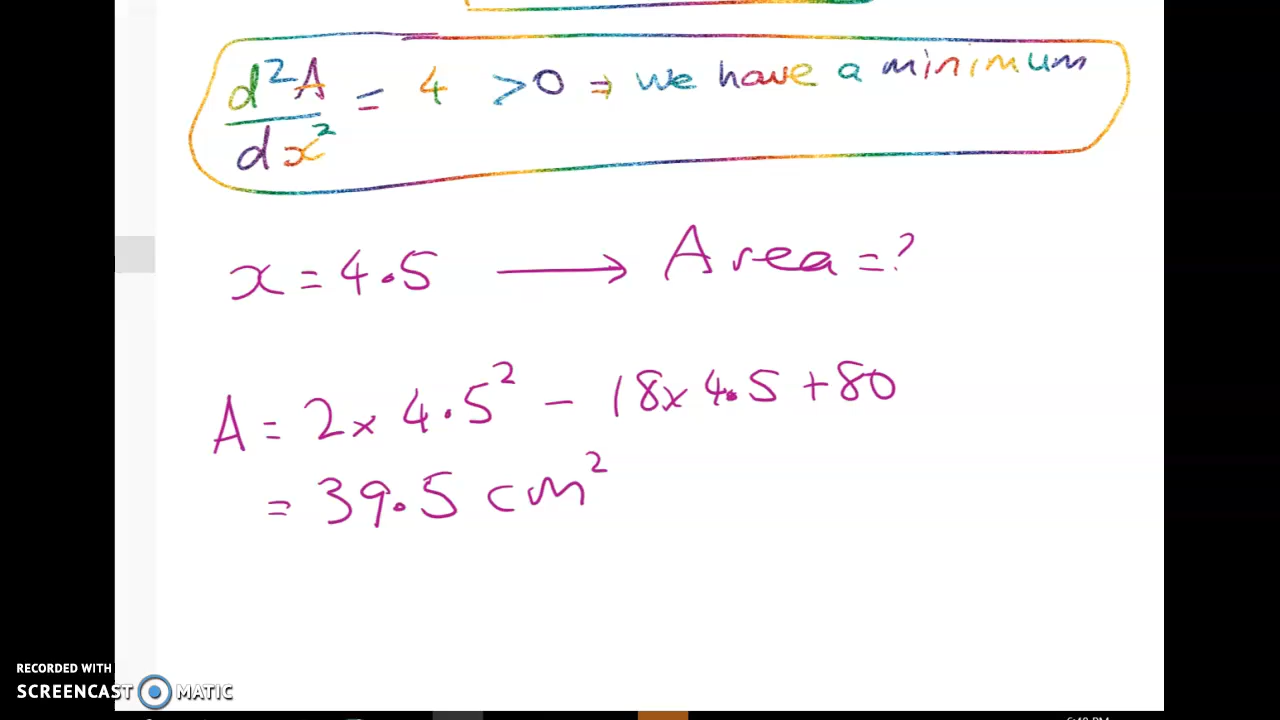 d²A/dx² = 4 >0 ⇒ we have a minimum
x = 4.5 ⟶ Area = ?
A = 2 × 4.5² − 18 × 4.5 + 80
= 39.5 cm²
RECORDED WITH
SCREENCAST MATIC